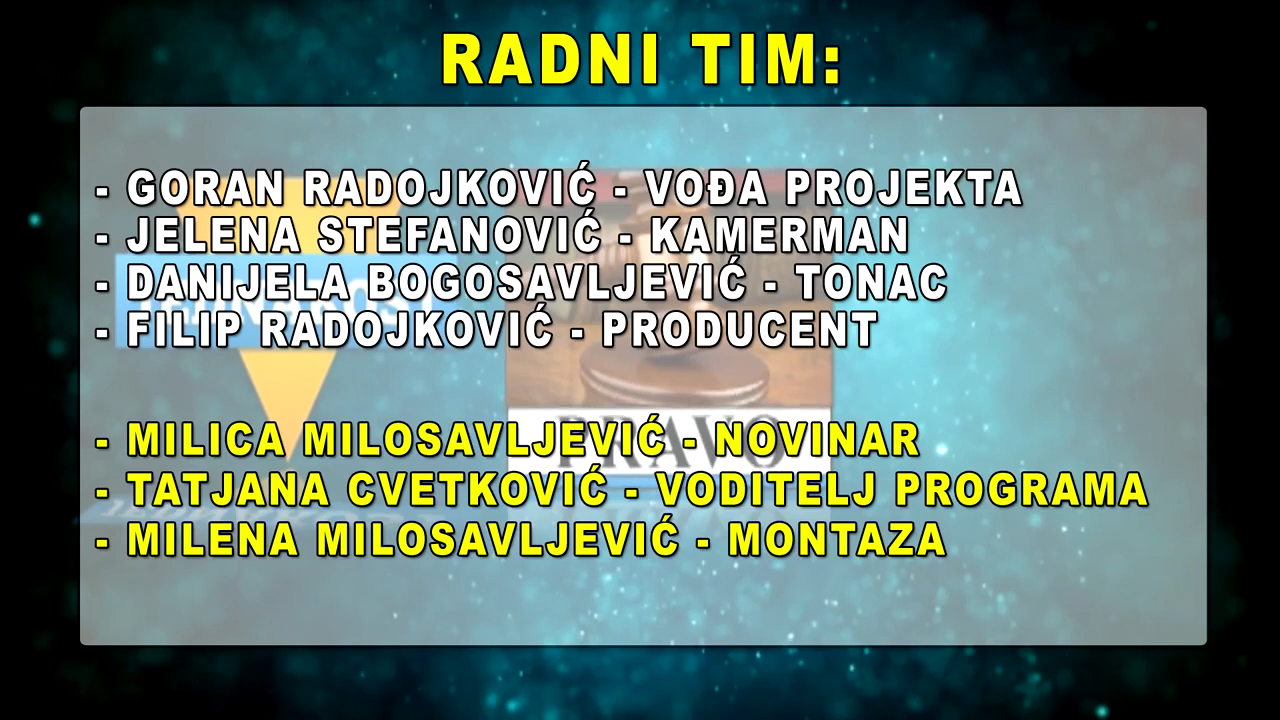 RADNI TIM:
- GORAN RADOJKOVIĆ - VOĐA PROJEKTA
- JELENA STEFANOVIĆ - KAMERMAN
- DANIJELA BOGOSAVLJEVIĆ - TONAC
- FILIP RADOJKOVIĆ - PRODUCENT
- MILICA MILOSAVLJEVIĆ - NOVINAR
PRAVO
- TATJANA CVETKOVIĆ - VODITELJ PROGRAMA
- MILENA MILOSAVLJEVIĆ - MONTAZA